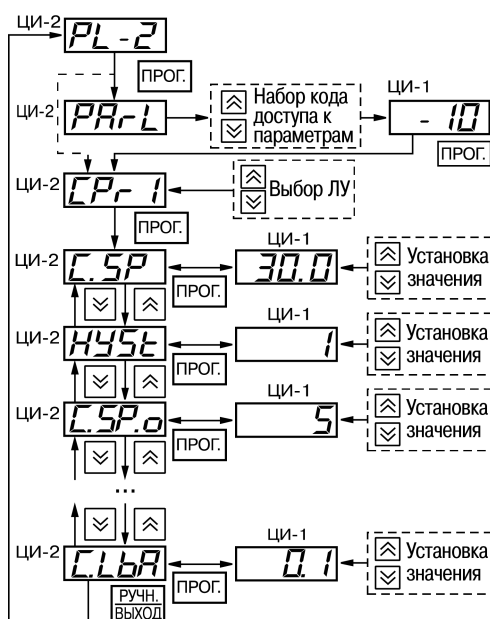 ЦИ-2 PL-2
ПРОГ.
ЦИ-2 PArL
Набор кода
доступа к
параметрам
ЦИ-1
- 10
ПРОГ.
ЦИ-2 CPr 1
Выбор ЛУ
ПРОГ.
ЦИ-2 C.SP
ПРОГ.
ЦИ-1
30.0
Установка
значения
ЦИ-2 HYSt
ПРОГ.
ЦИ-1
1
Установка
значения
ЦИ-2 C.SP.o
ПРОГ.
ЦИ-1
5
Установка
значения
...
ЦИ-2 C.LbA
ПРОГ.
ЦИ-1
0.1
Установка
значения
РУЧН.
ВЫХОД